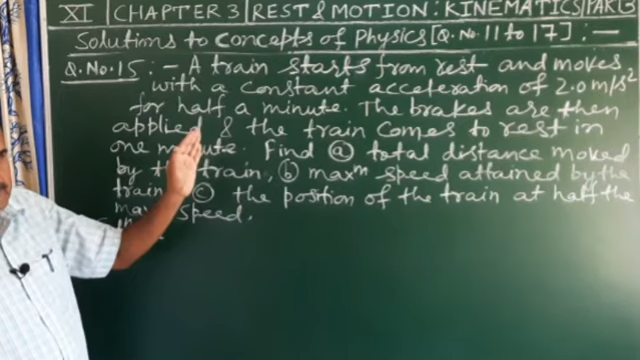 XI CHAPTER 3 REST & MOTION: KINEMATICS PART-3
Solutions to Concepts of Physics [Q. No. 11 to 17] : —
Q. No. 15 : — A train starts from rest and moves
with a constant acceleration of 2.0 m/s²
for half a minute. The brakes are then
applied & the train comes to rest in
one minute. Find ⓐ total distance moved
by the train, ⓑ maxᵐ speed attained by the
train ⓒ the position of the train at half the
speed.